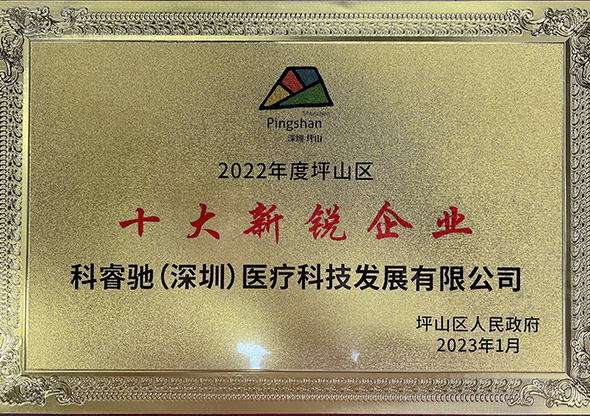 Shenzhen
Pingshan
深圳 坪山
2022年度坪山区
十大新锐企业
科睿驰(深圳)医疗科技发展有限公司
坪山区人民政府
2023年1月